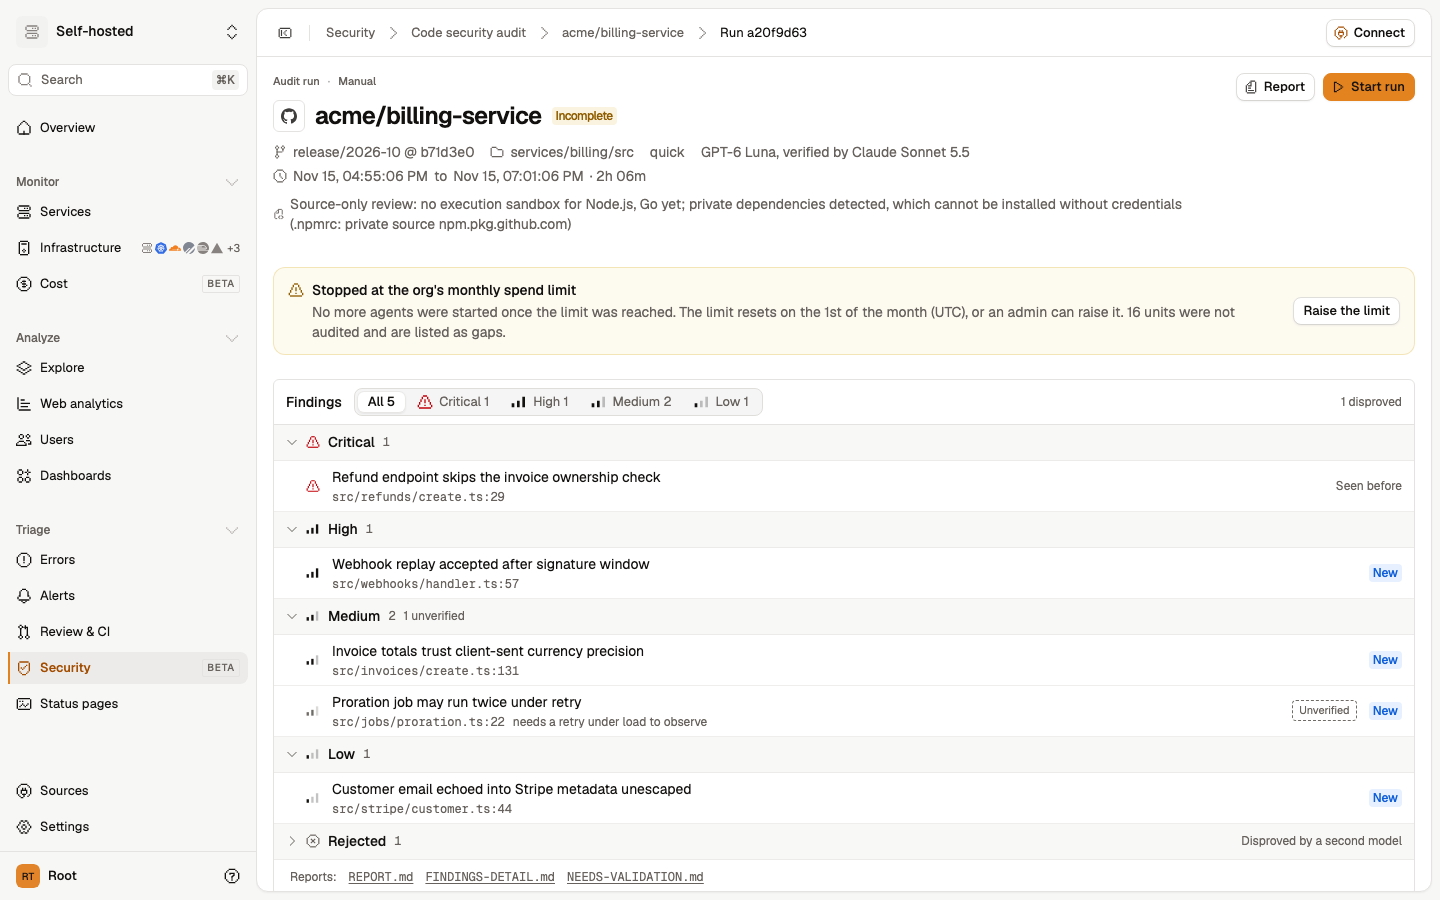 Self-hosted
Search ⌘K
Overview
Monitor
Services
Infrastructure +3
Cost BETA
Analyze
Explore
Web analytics
Users
Dashboards
Triage
Errors
Alerts
Review & CI
Security BETA
Status pages
Sources
Settings
RT Root
Security Code security audit acme/billing-service Run a20f9d63
Connect
Audit run · Manual
Report
Start run
acme/billing-service Incomplete
release/2026-10 @ b71d3e0 services/billing/src quick GPT-6 Luna, verified by Claude Sonnet 5.5
Nov 15, 04:55:06 PM to Nov 15, 07:01:06 PM · 2h 06m
Source-only review: no execution sandbox for Node.js, Go yet; private dependencies detected, which cannot be installed without credentials
(.npmrc: private source npm.pkg.github.com)
Stopped at the org's monthly spend limit
No more agents were started once the limit was reached. The limit resets on the 1st of the month (UTC), or an admin can raise it. 16 units were not
audited and are listed as gaps.
Raise the limit
Findings All 5 Critical 1 High 1 Medium 2 Low 1 1 disproved
Critical 1
Refund endpoint skips the invoice ownership check
src/refunds/create.ts:29
Seen before
High 1
Webhook replay accepted after signature window
src/webhooks/handler.ts:57
New
Medium 2 1 unverified
Invoice totals trust client-sent currency precision
src/invoices/create.ts:131
New
Proration job may run twice under retry
src/jobs/proration.ts:22 needs a retry under load to observe
Unverified New
Low 1
Customer email echoed into Stripe metadata unescaped
src/stripe/customer.ts:44
New
Rejected 1 Disproved by a second model
Reports: REPORT.md FINDINGS-DETAIL.md NEEDS-VALIDATION.md